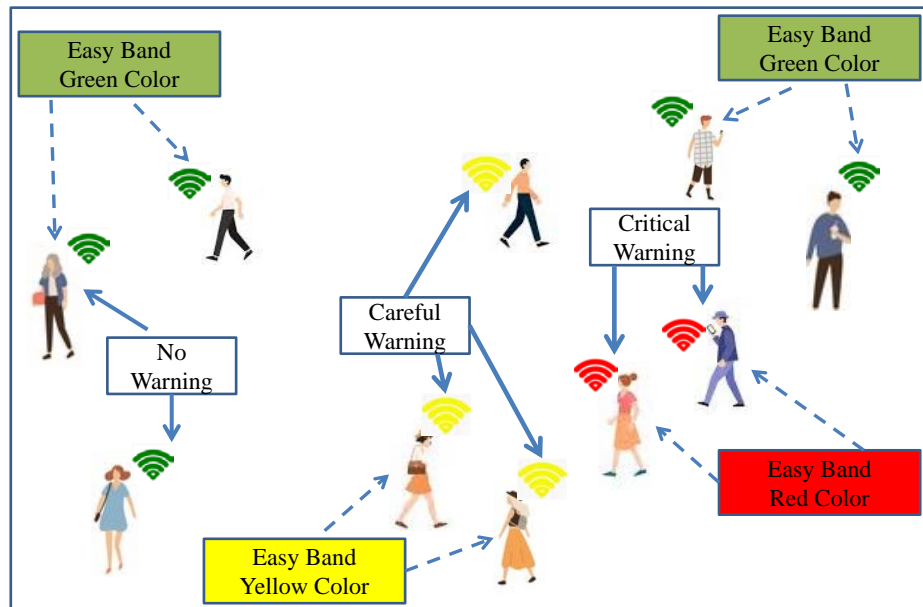 Easy Band
Green Color
Easy Band
Green Color
Critical
Warning
Careful
Warning
No
Warning
Easy Band
Red Color
Easy Band
Yellow Color